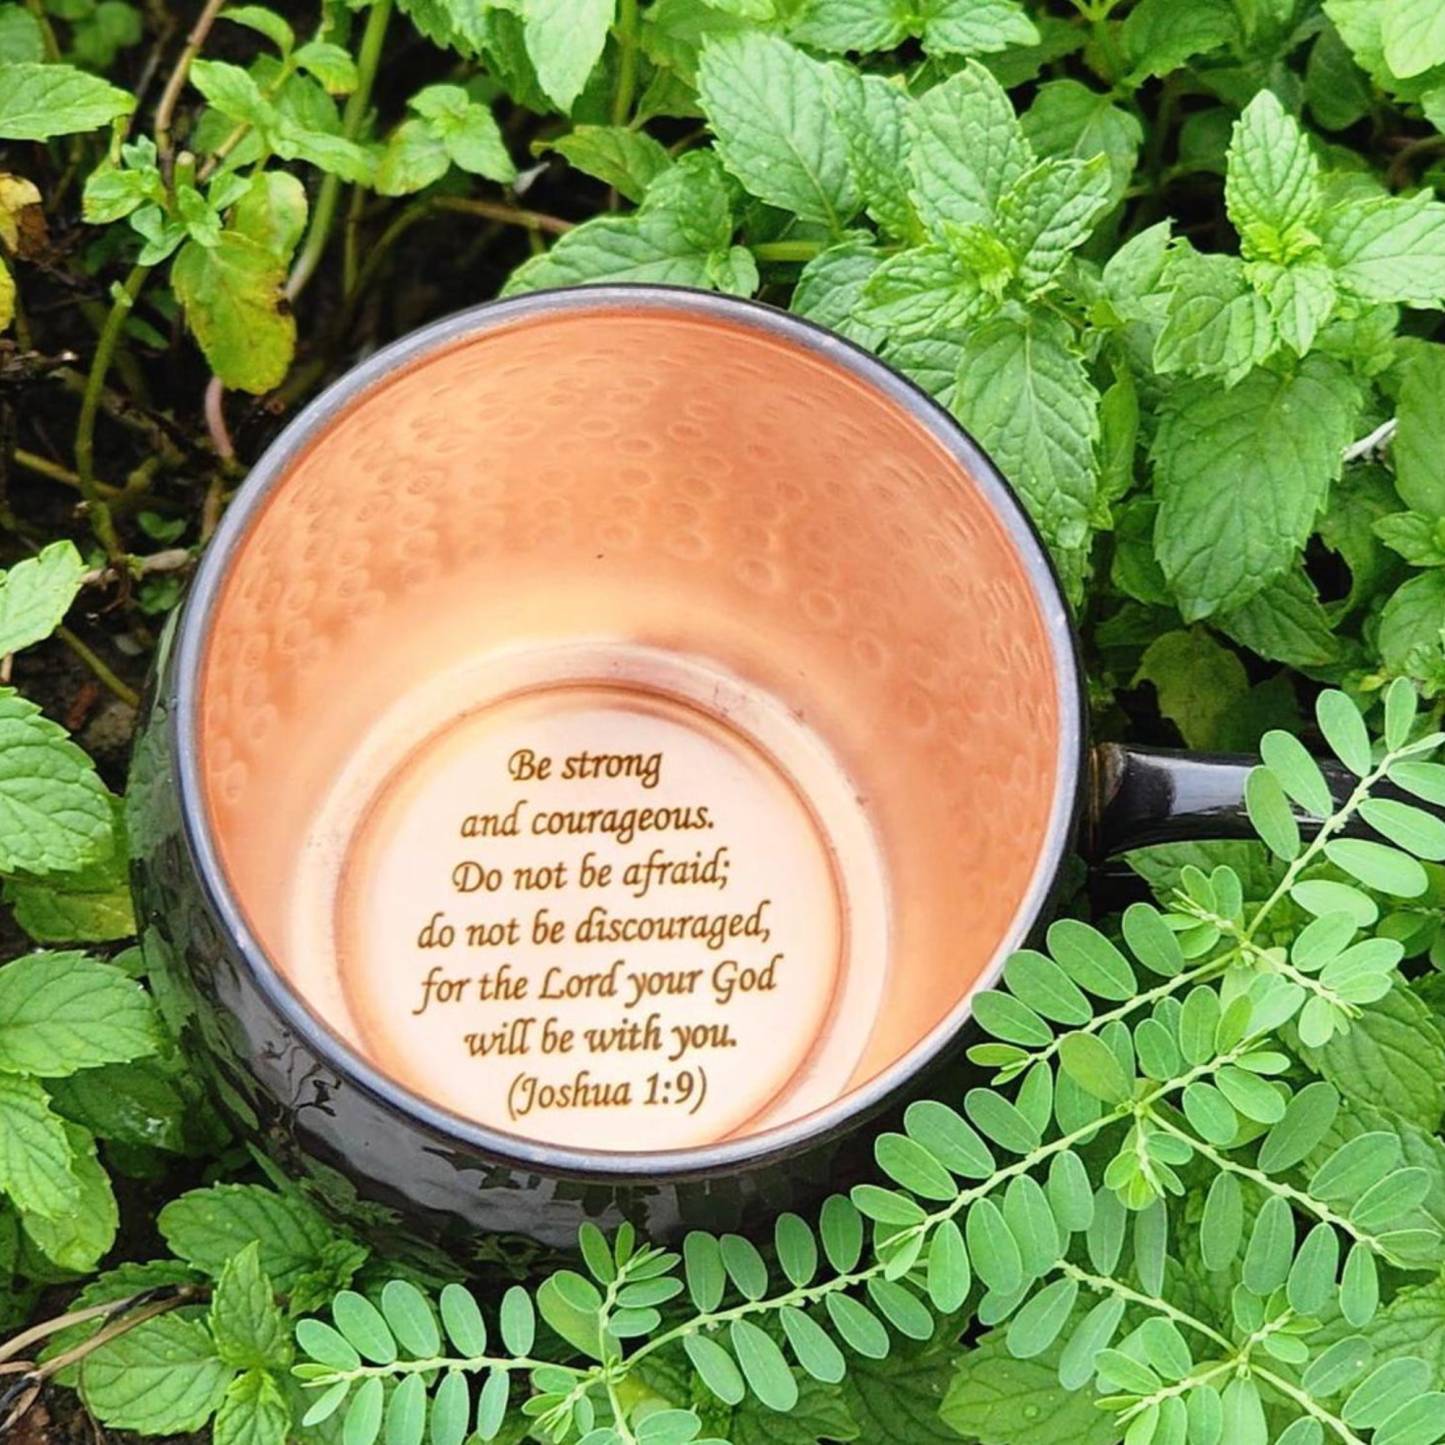 Be strong
and courageous.
Do not be afraid;
do not be discouraged,
for the Lord your God
will be with you.
(Joshua 1:9)